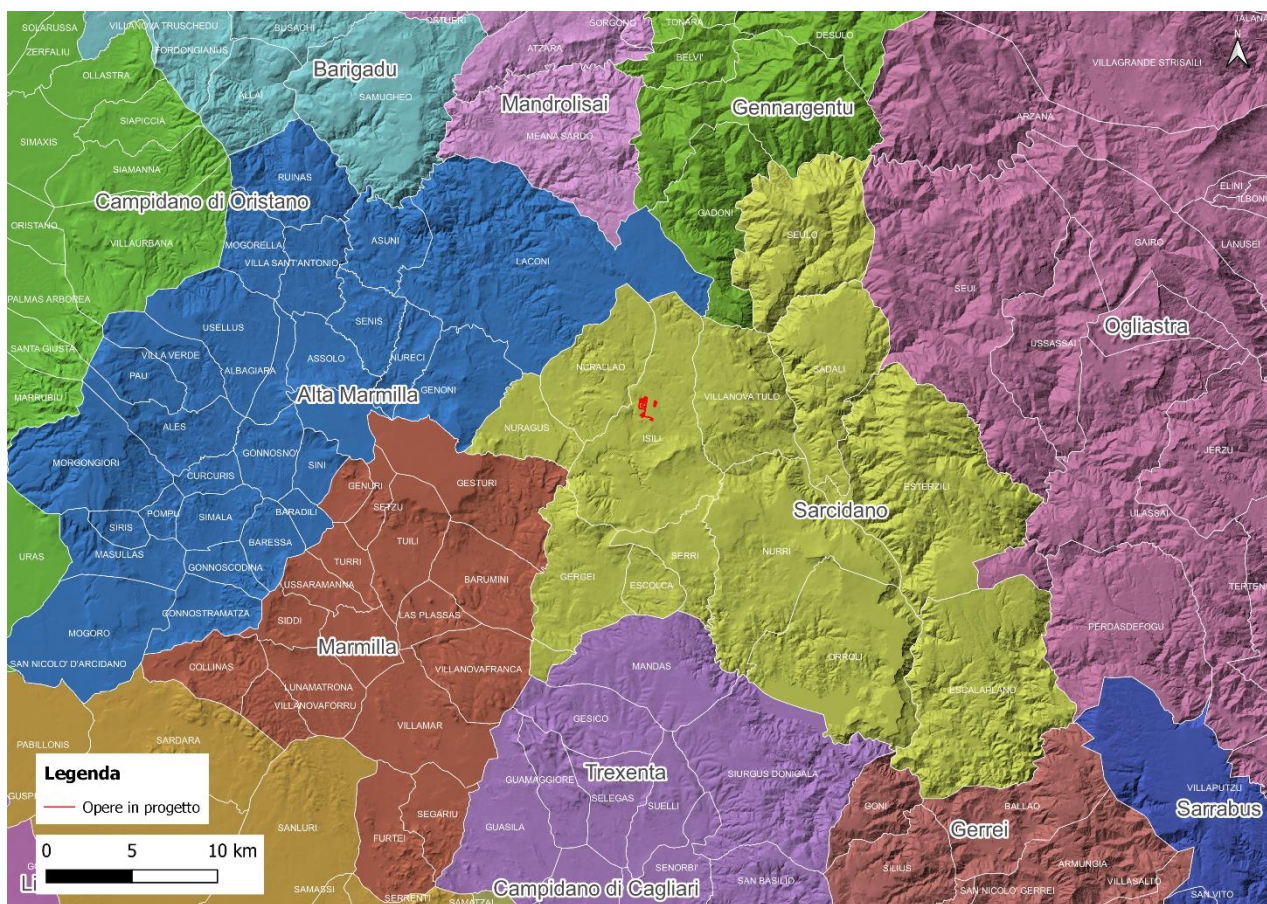 SOLARUSSA
VILLANOVA TRUSCHEDU
BUSACHI
ORTUERI
SORGONO
TONARA
DESULO
TALANA
ZERFALIU
FORDONGIANUS
ATZARA
BELVI'
VILLAGRANDE STRISAILI
N
OLLASTRA
Barigadu
ALLAI
SAMUGHEO
Mandrolisai
Gennargentu
ARZANA
SIAPICCIA
SIMAXIS
MEANA SARDO
SIAMANNA
RUINAS
ELINI
ILBONO
Campidano di Oristano
GADONI
ORISTANO
VILLAURBANA
MOGORELLA
ASUNI
SEULO
GAIRO
LANUSEI
VILLA SANT'ANTONIO
LACONI
SEUI
PALMAS ARBOREA
USELLUS
SENIS
Ogliastra
SANTA GIUSTA
VILLA VERDE
ASSOLO
NURECI
USSASSAI
PAU
ALBAGIARA
GENONI
NURALLAO
SADALI
MARRUBIU
Alta Marmilla
VILLANOVA TULO
ALES
NURAGUS
ISILI
GONNOSNO'
JERZU
MORGONGIORI
SINI
CURCURIS
GENURI
GESTURI
ESTERZILI
SETZU
Sarcidano
ULASSAI
SIRIS
POMPU
SIMALA
BARADILI
TUILI
MASULLAS
BARESSA
TURRI
SERRI
NURRI
URAS
GONNOSCODINA
USSARAMANNA
BARUMINI
GERGEI
ESCOLCA
TERTENIA
GONNOSTRAMATZA
SIDDI
LAS PLASSAS
MOGORO
PERDASDEFOGU
Marmilla
SAN NICOLO' D'ARCIDANO
COLLINAS
VILLANOVAFRANCA
MANDAS
ORROLI
LUNAMATRONA
ESCALAPLANO
VILLANOVAFORRU
VILLAMAR
GESICO
PABILLONIS
SARDARA
Legenda
Trexenta
GUAMAGGIORE
SIURGUS DONIGALA
VILLAPUTZU
SELEGAS
SUELLI
Opere in progetto
GONI
BALLAO
Sarrabus
SEGARIU
GUASILA
SANLURI
FURTEI
Gerrei
0 5 10 km
SENORBI'
SILIUS
ARMUNGIA
SAN BASILIO
VILLASALTO
SAMASSI
Campidano di Cagliari
SAN NICOLO' GERREI
SERRENTI
SAMATZAI
SAN VITO